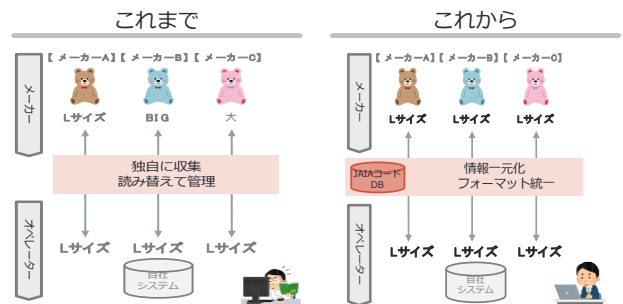 これまで
【 メーカーA】【 メーカーB】【 メーカーC】
メーカー
Lサイズ
BIG
大
独自に収集
読み替えて管理
オペレーター
Lサイズ
Lサイズ
Lサイズ
自社
システム
これから
【 メーカーA】【 メーカーB】【 メーカーC】
メーカー
Lサイズ
Lサイズ
Lサイズ
JAIAコード
DB
情報一元化
フォーマット統一
オペレーター
Lサイズ
Lサイズ
Lサイズ
自社
システム